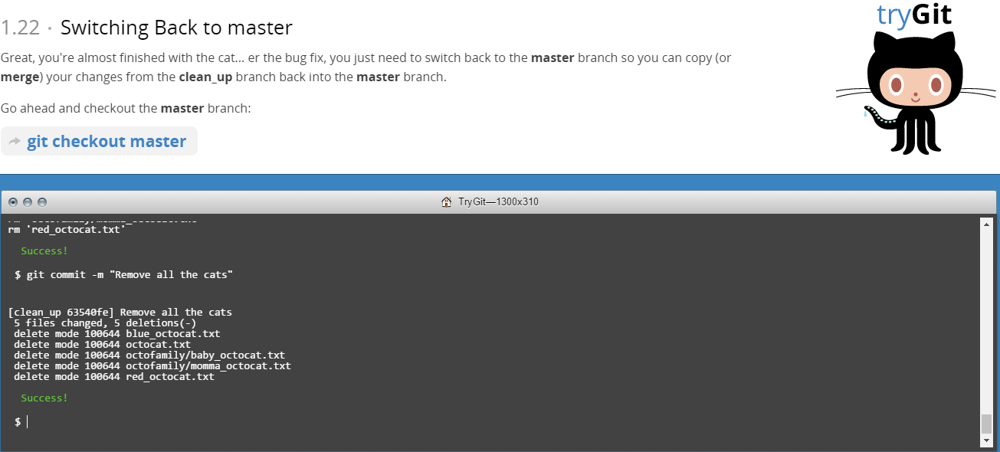 tryGit
1.22 · Switching Back to master
Great, you're almost finished with the cat... er the bug fix, you just need to switch back to the master branch so you can copy (or
merge) your changes from the clean_up branch back into the master branch.
Go ahead and checkout the master branch:
git checkout master
TryGit—1300x310
rm 'red_octocat.txt'
Success!
$ git commit -m "Remove all the cats"
[clean_up 63540fe] Remove all the cats
5 files changed, 5 deletions(-)
delete mode 100644 blue_octocat.txt
delete mode 100644 octocat.txt
delete mode 100644 octofamily/baby_octocat.txt
delete mode 100644 octofamily/momma_octocat.txt
delete mode 100644 red_octocat.txt
Success!
$